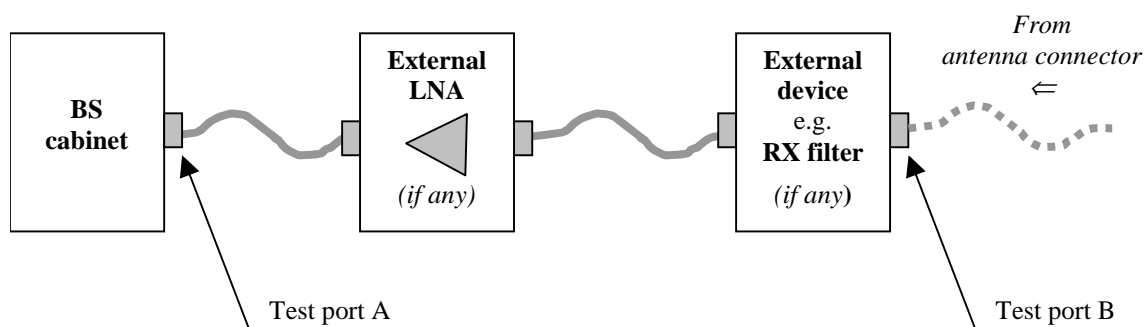 BS
cabinet
External
LNA
(if any)
External
device
e.g.
RX filter
(if any)
From
antenna connector
⇐
Test port A
Test port B